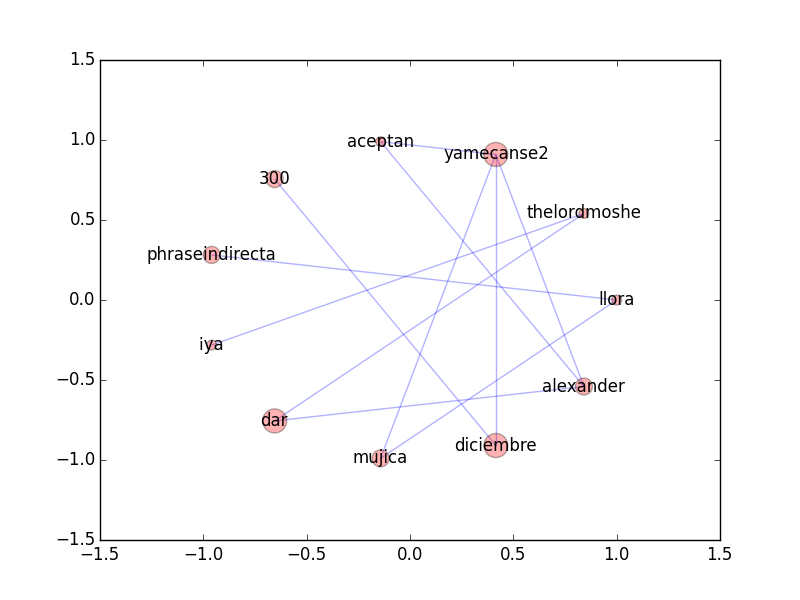 1.5
aceptan
yamecanse2
1.0
300
thelordmoshe
0.5
phraseindirecta
llora
0.0
iya
alexander
−0.5
dar
diciembre
mujica
−1.0
−1.5
−1.5 −1.0 −0.5 0.0 0.5 1.0 1.5